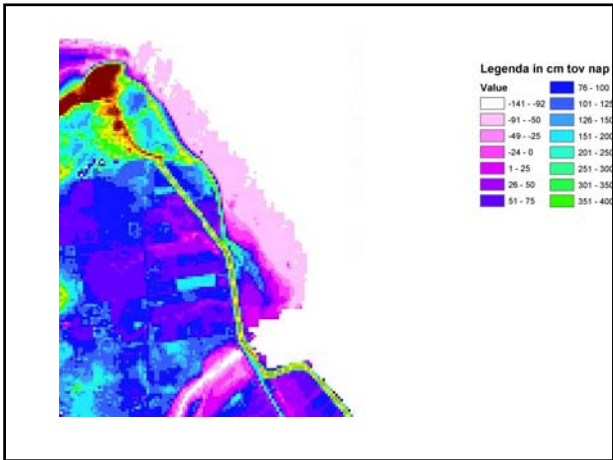 Legenda in cm tov nap
Value
-141 - -92
-91 - -50
-49 - -25
-24 - 0
1 - 25
26 - 50
51 - 75
76 - 100
101 - 125
126 - 150
151 - 200
201 - 250
251 - 300
301 - 350
351 - 400